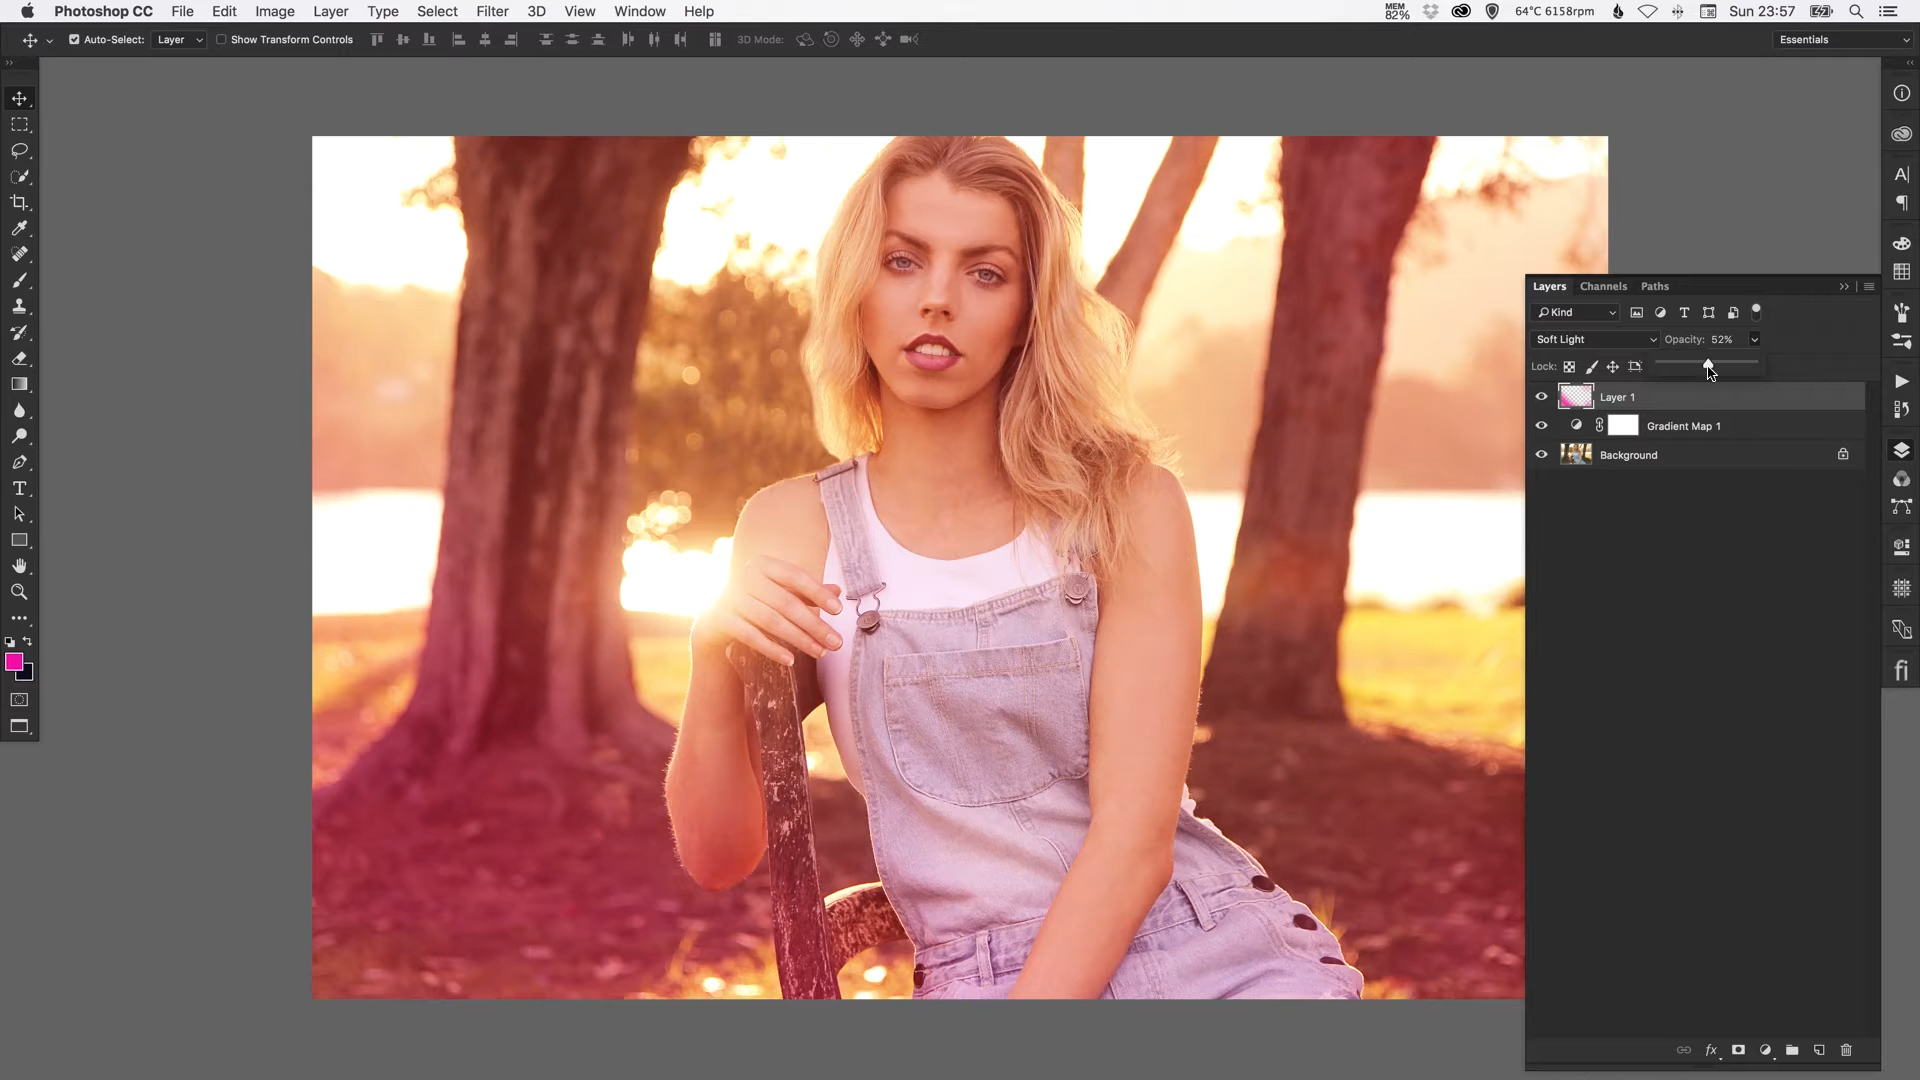 Photoshop CC File Edit Image Layer Type Select Filter 3D View Window Help MEM 82% 64°C 6158rpm Sun 23:57
Auto-Select: Layer Show Transform Controls 3D Mode: Essentials
Layers Channels Paths
Kind
Soft Light Opacity: 52%
Lock:
Layer 1
Gradient Map 1
Background
fx